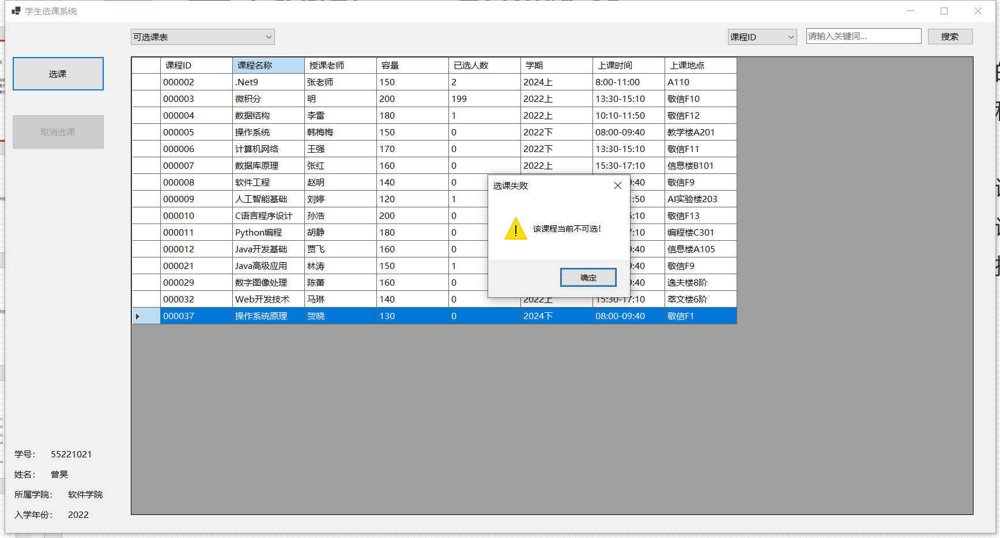 学生选课系统
可选课表
课程ID
请输入关键词...
搜索
选课
取消选课
课程ID 课程名称 授课老师 容量 已选人数 学期 上课时间 上课地点
000002 .Net9 张老师 150 2 2024上 8:00-11:00 A110
000003 微积分 明 200 199 2022上 13:30-15:10 敬信F10
000004 数据结构 李雷 180 1 2022上 10:10-11:50 敬信F12
000005 操作系统 韩梅梅 150 0 2022下 08:00-09:40 教学楼A201
000006 计算机网络 王强 170 0 2022下 13:30-15:10 敬信F11
000007 数据库原理 张红 160 0 2022上 15:30-17:10 信息楼B101
000008 软件工程 赵明 140 0 :40 敬信F9
000009 人工智能基础 刘婷 120 1 :50 AI实验楼203
000010 C语言程序设计 孙浩 200 0 :10 敬信F13
000011 Python编程 胡静 180 0 :10 编程楼C301
000012 Java开发基础 贾飞 160 0 :40 信息楼A105
000021 Java高级应用 林涛 150 1 :40 敬信F9
000029 数字图像处理 陈蕾 160 0 :40 逸夫楼8阶
000032 Web开发技术 马琳 140 0 2022上 15:30-17:10 萃文楼6阶
000037 操作系统原理 贺晓 130 0 2024下 08:00-09:40 敬信F1
选课失败
该课程当前不可选！
确定
学号： 55221021
姓名： 曾昊
所属学院： 软件学院
入学年份： 2022